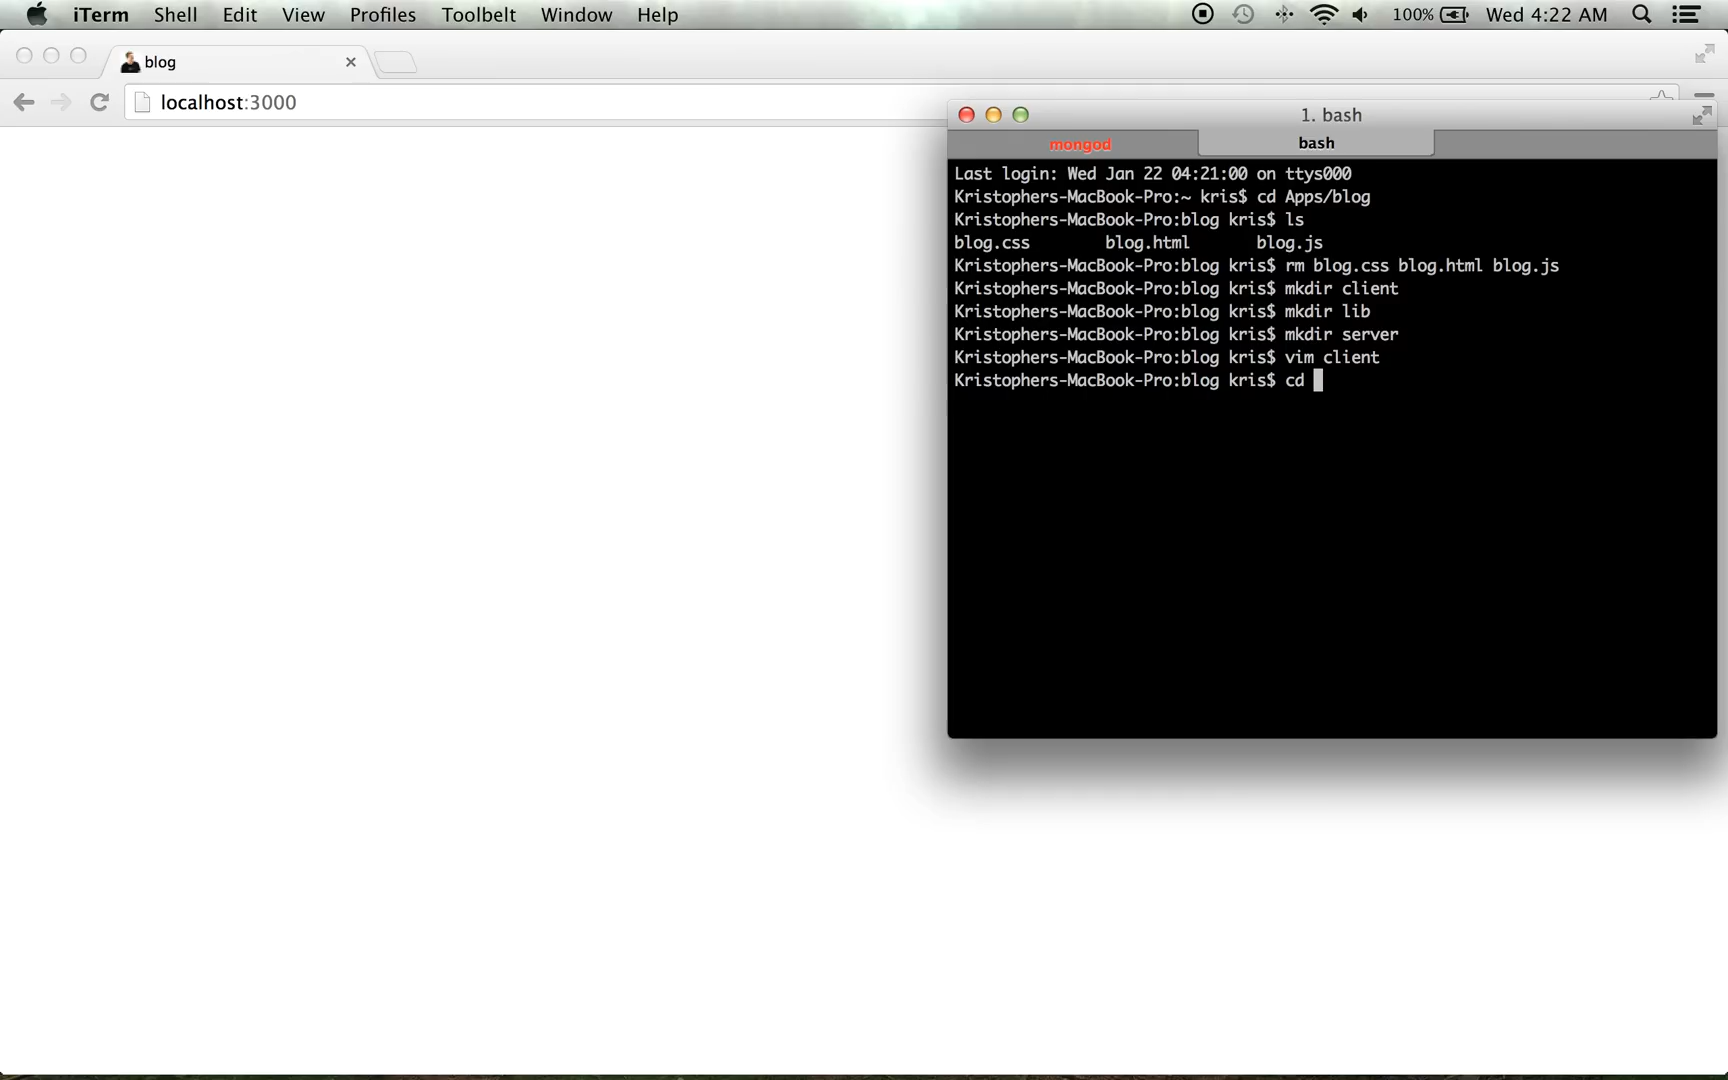 iTerm Shell Edit View Profiles Toolbelt Window Help 100% Wed 4:22 AM
blog
localhost:3000
1. bash
mongod bash
Last login: Wed Jan 22 04:21:00 on ttys000
Kristophers-MacBook-Pro:~ kris$ cd Apps/blog
Kristophers-MacBook-Pro:blog kris$ ls
blog.css blog.html blog.js
Kristophers-MacBook-Pro:blog kris$ rm blog.css blog.html blog.js
Kristophers-MacBook-Pro:blog kris$ mkdir client
Kristophers-MacBook-Pro:blog kris$ mkdir lib
Kristophers-MacBook-Pro:blog kris$ mkdir server
Kristophers-MacBook-Pro:blog kris$ vim client
Kristophers-MacBook-Pro:blog kris$ cd